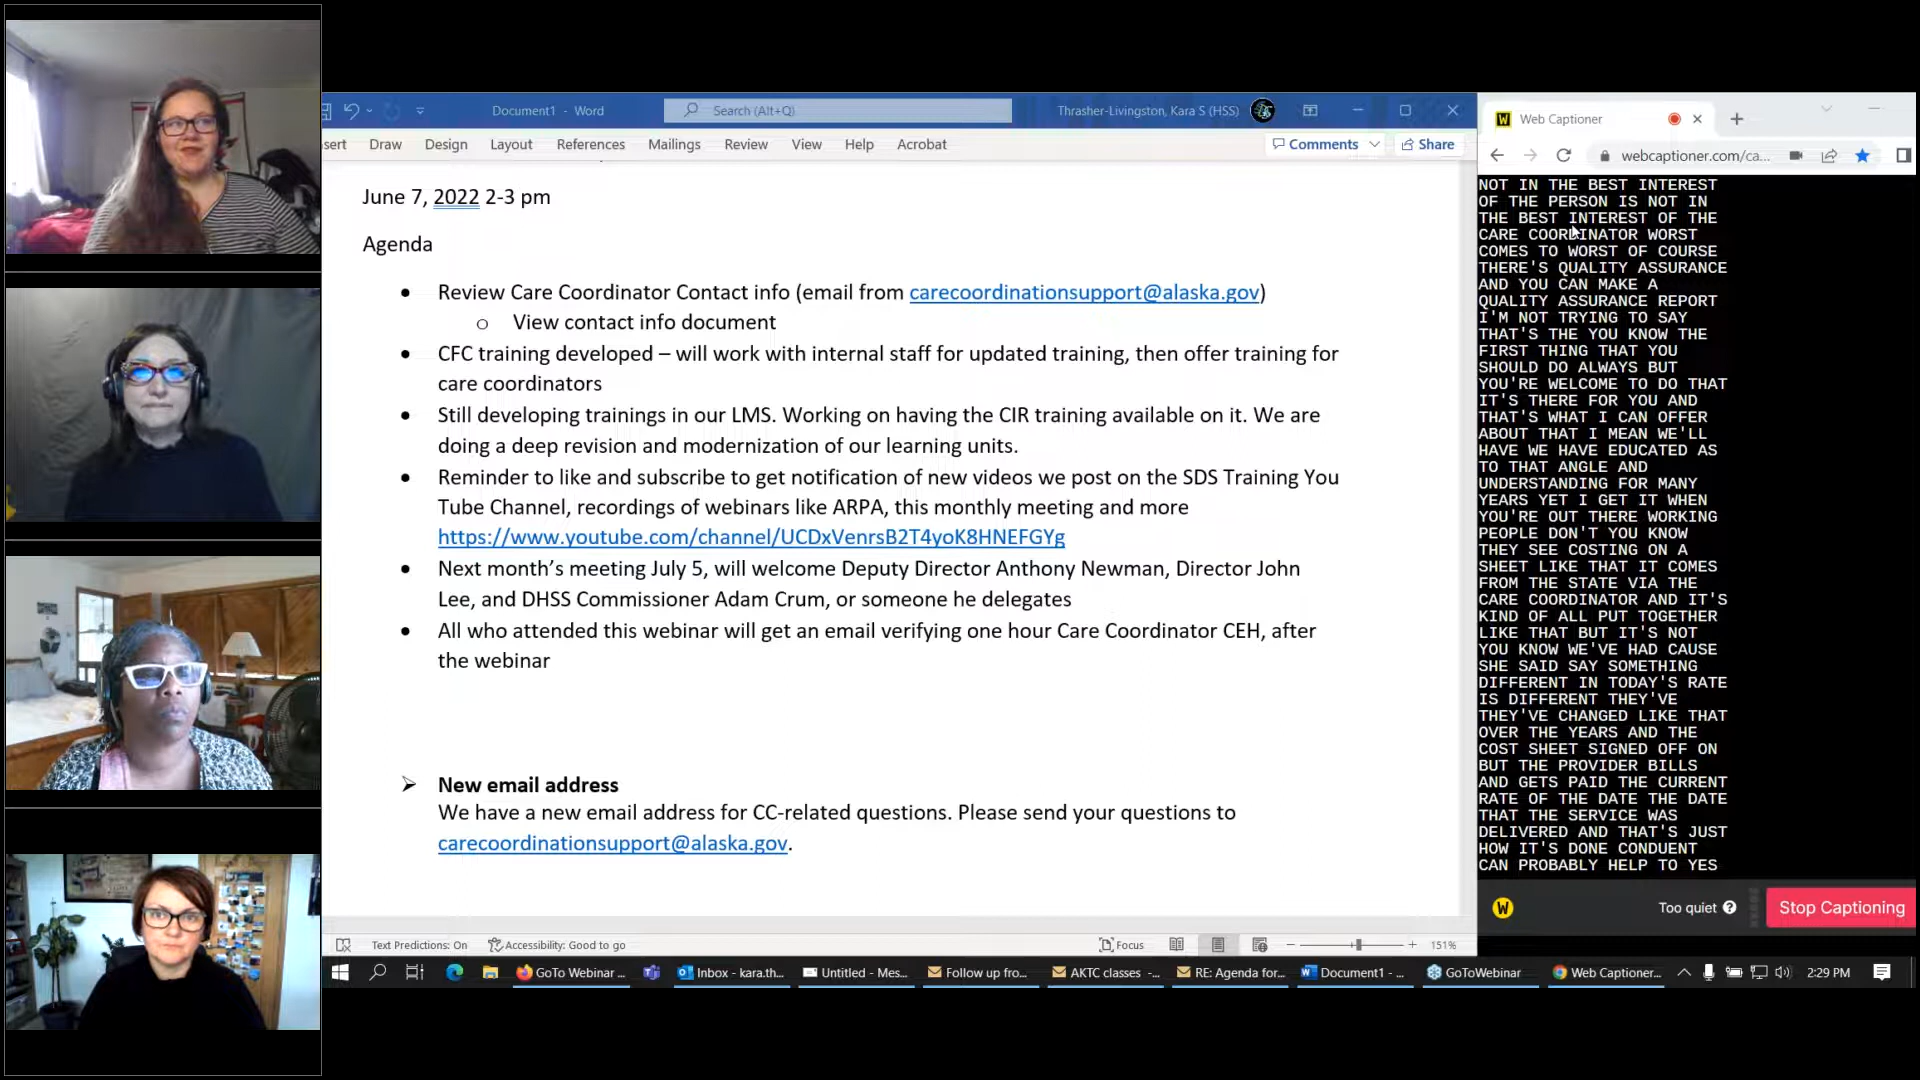 Document1 - Word
Search (Alt+Q)
Thrasher-Livingston, Kara S (HSS)
sert Draw Design Layout References Mailings Review View Help Acrobat
Comments
Share
June 7, 2022 2-3 pm
Agenda
• Review Care Coordinator Contact info (email from carecoordinationsupport@alaska.gov)
o View contact info document
• CFC training developed – will work with internal staff for updated training, then offer training for
care coordinators
• Still developing trainings in our LMS. Working on having the CIR training available on it. We are
doing a deep revision and modernization of our learning units.
• Reminder to like and subscribe to get notification of new videos we post on the SDS Training You
Tube Channel, recordings of webinars like ARPA, this monthly meeting and more
https://www.youtube.com/channel/UCDxVenrsB2T4yoK8HNEFGYg
• Next month’s meeting July 5, will welcome Deputy Director Anthony Newman, Director John
Lee, and DHSS Commissioner Adam Crum, or someone he delegates
• All who attended this webinar will get an email verifying one hour Care Coordinator CEH, after
the webinar
➢ New email address
We have a new email address for CC-related questions. Please send your questions to
carecoordinationsupport@alaska.gov.
Text Predictions: On
Accessibility: Good to go
Focus
151%
W Web Captioner
webcaptioner.com/ca...
NOT IN THE BEST INTEREST
OF THE PERSON IS NOT IN
THE BEST INTEREST OF THE
CARE COORDINATOR WORST
COMES TO WORST OF COURSE
THERE'S QUALITY ASSURANCE
AND YOU CAN MAKE A
QUALITY ASSURANCE REPORT
I'M NOT TRYING TO SAY
THAT'S THE YOU KNOW THE
FIRST THING THAT YOU
SHOULD DO ALWAYS BUT
YOU'RE WELCOME TO DO THAT
IT'S THERE FOR YOU AND
THAT'S WHAT I CAN OFFER
ABOUT THAT I MEAN WE'LL
HAVE WE HAVE EDUCATED AS
TO THAT ANGLE AND
UNDERSTANDING FOR MANY
YEARS YET I GET IT WHEN
YOU'RE OUT THERE WORKING
PEOPLE DON'T YOU KNOW
THEY SEE COSTING ON A
SHEET LIKE THAT IT COMES
FROM THE STATE VIA THE
CARE COORDINATOR AND IT'S
KIND OF ALL PUT TOGETHER
LIKE THAT BUT IT'S NOT
YOU KNOW WE'VE HAD CAUSE
SHE SAID SAY SOMETHING
DIFFERENT IN TODAY'S RATE
IS DIFFERENT THEY'VE
THEY'VE CHANGED LIKE THAT
OVER THE YEARS AND THE
COST SHEET SIGNED OFF ON
BUT THE PROVIDER BILLS
AND GETS PAID THE CURRENT
RATE OF THE DATE THE DATE
THAT THE SERVICE WAS
DELIVERED AND THAT'S JUST
HOW IT'S DONE CONDUENT
CAN PROBABLY HELP TO YES
W
Too quiet
Stop Captioning
GoTo Webinar ...
Inbox - kara.th...
Untitled - Mes...
Follow up fro...
AKTC classes -...
RE: Agenda for...
Document1 - ...
GoToWebinar
Web Captioner...
2:29 PM